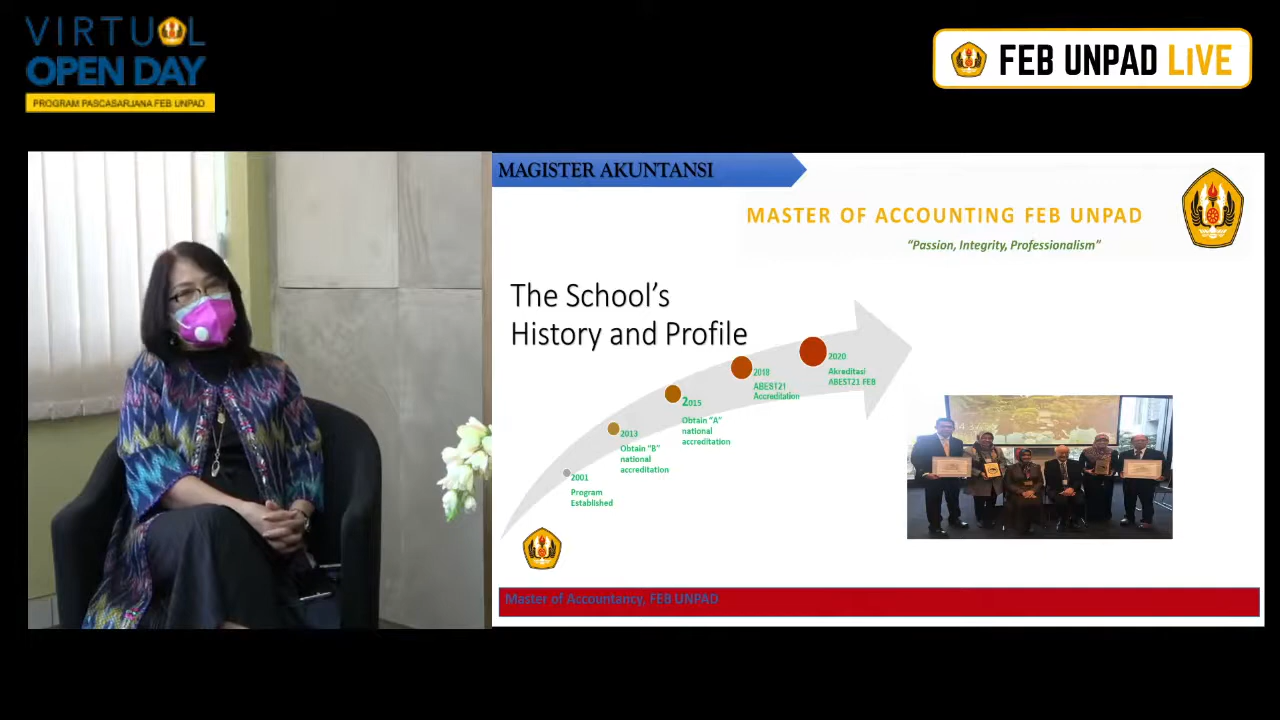 VIRTUAL
OPEN DAY
PROGRAM PASCASARJANA FEB UNPAD
FEB UNPAD LIVE
MAGISTER AKUNTANSI
MASTER OF ACCOUNTING FEB UNPAD
“Passion, Integrity, Professionalism”
The School’s
History and Profile
2020
Akreditasi
ABEST21 FEB
2018
ABEST21
Accreditation
2015
Obtain “A”
national
accreditation
2013
Obtain “B”
national
accreditation
2001
Program
Established
Master of Accountancy, FEB UNPAD